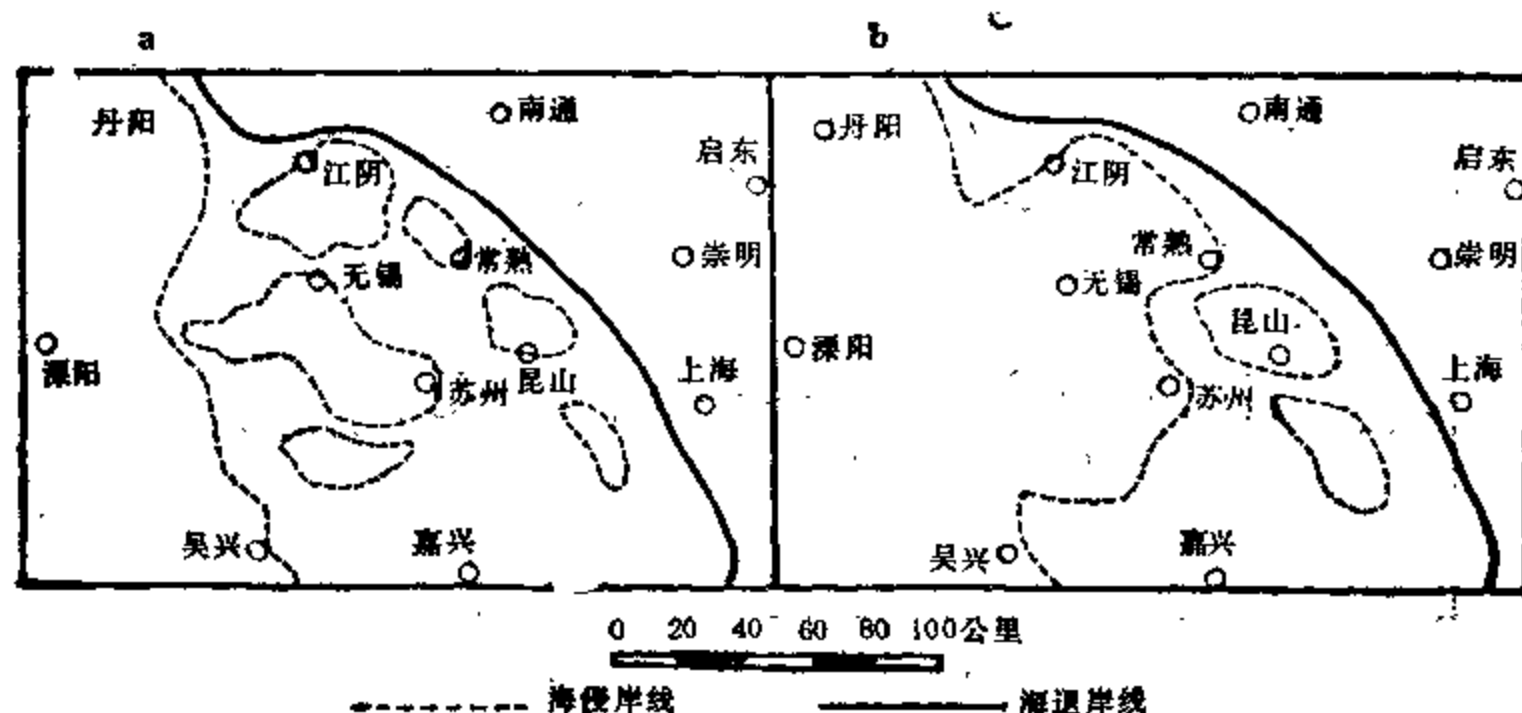 a
丹阳
南通
启东
江阴
常熟
崇明
无锡
溧阳
昆山
苏州
上海
吴兴
嘉兴
b
丹阳
南通
启东
江阴
常熟
崇明
无锡
昆山
溧阳
苏州
上海
吴兴
嘉兴
0 20 40 60 80 100公里
海侵岸线
海退岸线